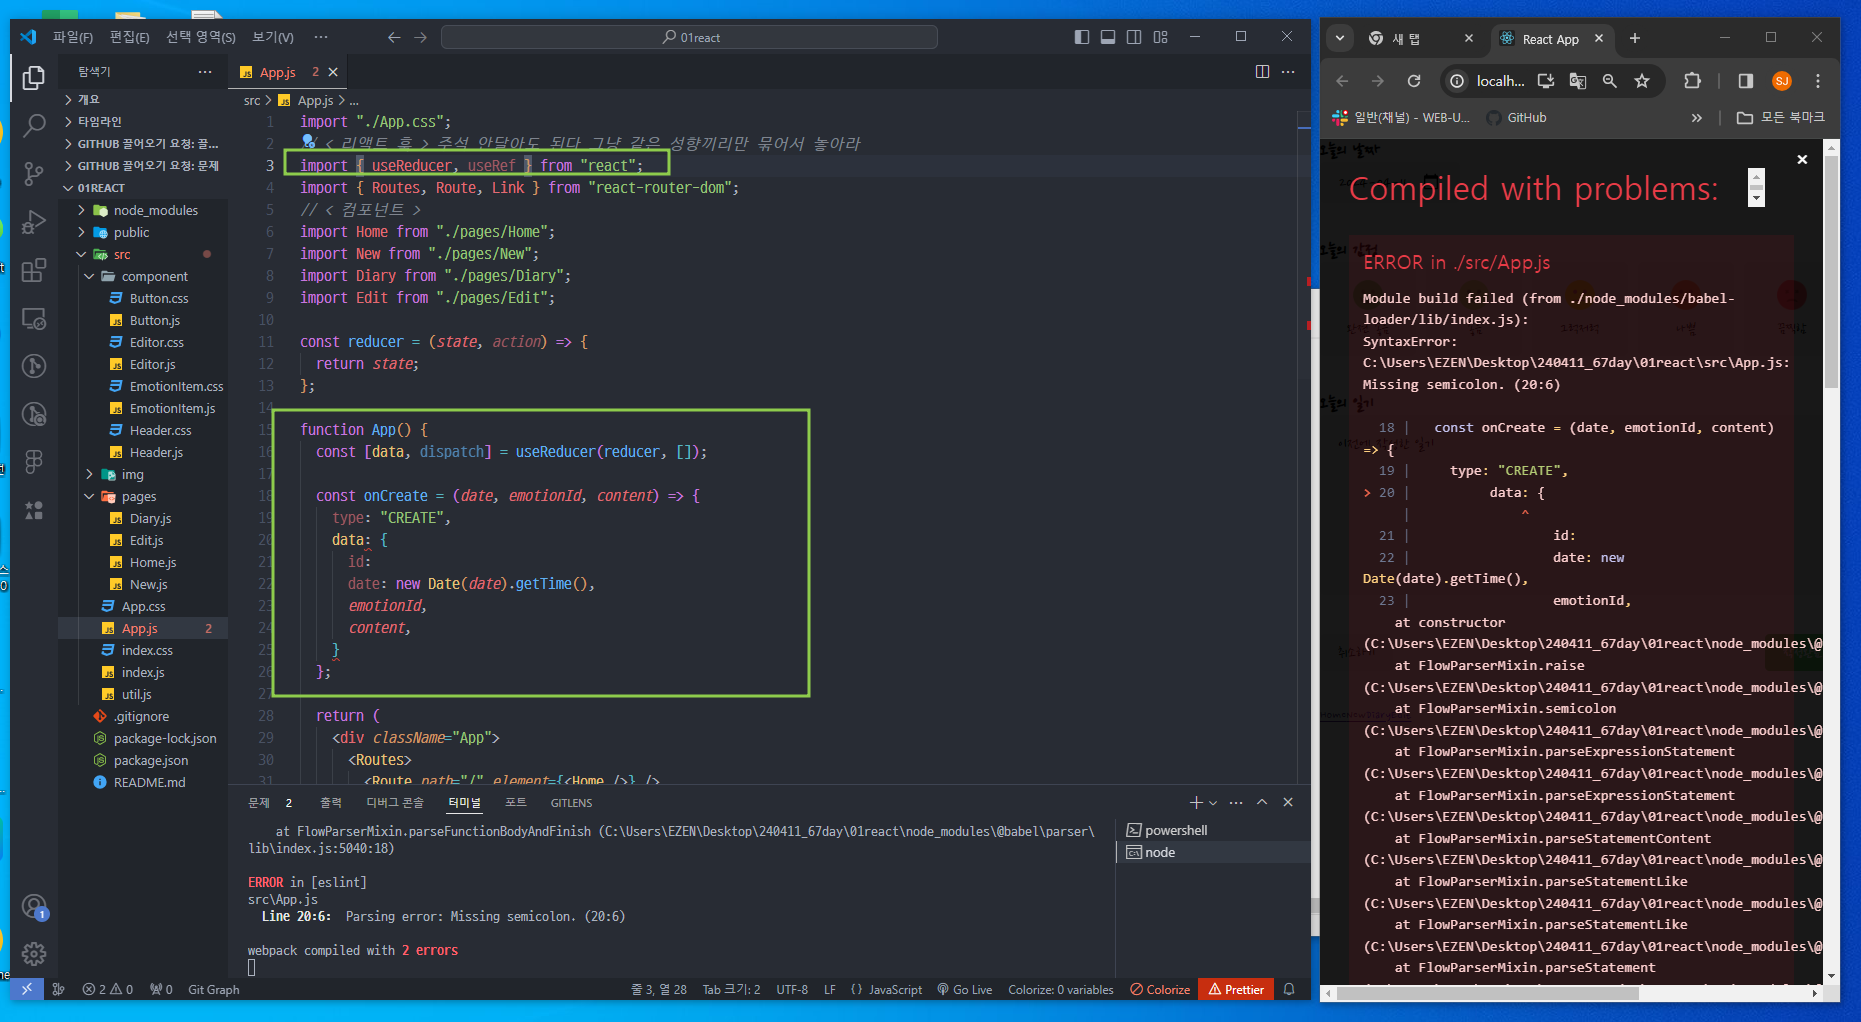 파일(F) 편집(E) 선택 영역(S) 보기(V) ··· 01react
탐색기 ···
개요
타임라인
GITHUB 끌어오기 요청: 끌...
GITHUB 끌어오기 요청: 문제
01REACT
node_modules
public
src
component
Button.css
Button.js
Editor.css
Editor.js
EmotionItem.css
EmotionItem.js
Header.css
Header.js
img
pages
Diary.js
Edit.js
Home.js
New.js
App.css
App.js 2
index.css
index.js
util.js
.gitignore
package-lock.json
package.json
README.md
App.js 2
src > App.js > ...
1 import "./App.css";
2 < 리액트 훅 > 주석 안달아도 된다 그냥 같은 성향끼리만 묶어서 놓아라
3 import { useReducer, useRef } from "react";
4 import { Routes, Route, Link } from "react-router-dom";
5 // < 컴포넌트 >
6 import Home from "./pages/Home";
7 import New from "./pages/New";
8 import Diary from "./pages/Diary";
9 import Edit from "./pages/Edit";
10
11 const reducer = (state, action) => {
12 return state;
13 };
14
15 function App() {
16 const [data, dispatch] = useReducer(reducer, []);
17
18 const onCreate = (date, emotionId, content) => {
19 type: "CREATE",
20 data: {
21 id:
22 date: new Date(date).getTime(),
23 emotionId,
24 content,
25 }
26 };
27
28 return (
29 <div className="App">
30 <Routes>
31 <Route path="/" element={<Home />} />
문제 2 출력 디버그 콘솔 터미널 포트 GITLENS
at FlowParserMixin.parseFunctionBodyAndFinish (C:\Users\EZEN\Desktop\240411_67day\01react\node_modules\@babel\parser\
lib\index.js:5040:18)
ERROR in [eslint]
src\App.js
Line 20:6: Parsing error: Missing semicolon. (20:6)
webpack compiled with 2 errors
powershell
node
1
2 0 0 Git Graph 줄 3, 열 28 Tab 크기: 2 UTF-8 LF {} JavaScript Go Live Colorize: 0 variables Colorize Prettier
새 탭 React App
localh... SJ
일반(채널) - WEB-U... GitHub » 모든 북마크
오늘의 날짜
Compiled with problems:
ERROR in ./src/App.js
Module build failed (from ./node_modules/babel-
loader/lib/index.js):
SyntaxError:
C:\Users\EZEN\Desktop\240411_67day\01react\src\App.js:
Missing semicolon. (20:6)
오늘의 일기
18 | const onCreate = (date, emotionId, content)
=> {
19 | type: "CREATE",
> 20 | data: {
| ^
21 | id:
22 | date: new
Date(date).getTime(),
23 | emotionId,
at constructor
(C:\Users\EZEN\Desktop\240411_67day\01react\node_modules\@
at FlowParserMixin.raise
(C:\Users\EZEN\Desktop\240411_67day\01react\node_modules\@
at FlowParserMixin.semicolon
(C:\Users\EZEN\Desktop\240411_67day\01react\node_modules\@
at FlowParserMixin.parseExpressionStatement
(C:\Users\EZEN\Desktop\240411_67day\01react\node_modules\@
at FlowParserMixin.parseExpressionStatement
(C:\Users\EZEN\Desktop\240411_67day\01react\node_modules\@
at FlowParserMixin.parseStatementContent
(C:\Users\EZEN\Desktop\240411_67day\01react\node_modules\@
at FlowParserMixin.parseStatementLike
(C:\Users\EZEN\Desktop\240411_67day\01react\node_modules\@
at FlowParserMixin.parseStatementLike
(C:\Users\EZEN\Desktop\240411_67day\01react\node_modules\@
at FlowParserMixin.parseStatement